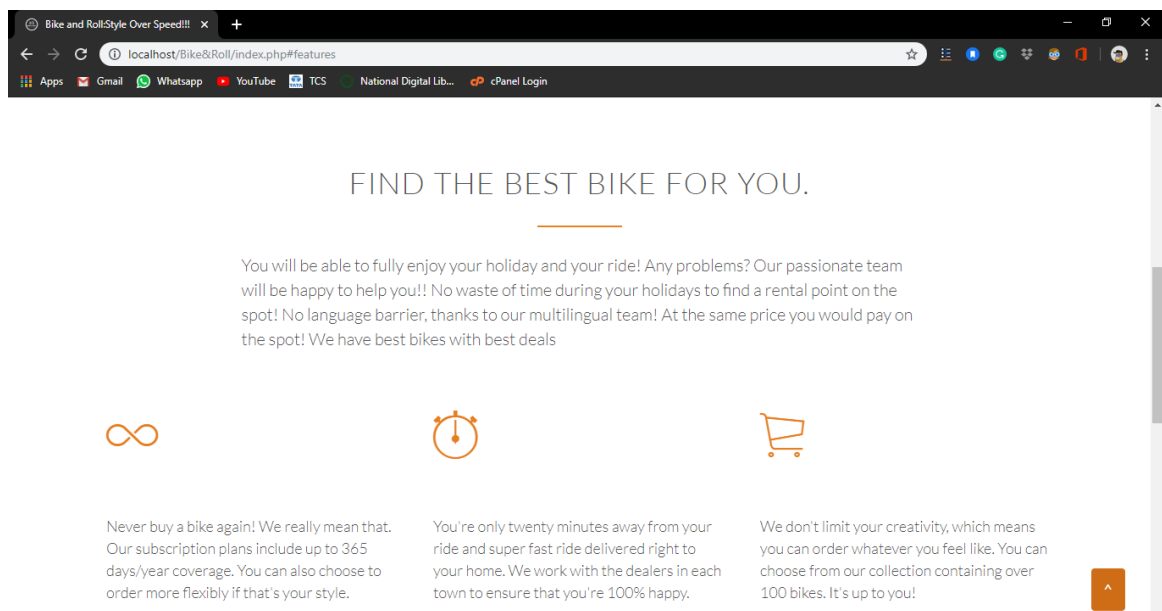 Bike and Roll:Style Over Speed!!!
localhost/Bike&Roll/index.php#features
Apps Gmail Whatsapp YouTube TCS National Digital Lib... cPanel Login
FIND THE BEST BIKE FOR YOU.
You will be able to fully enjoy your holiday and your ride! Any problems? Our passionate team
will be happy to help you!! No waste of time during your holidays to find a rental point on the
spot! No language barrier, thanks to our multilingual team! At the same price you would pay on
the spot! We have best bikes with best deals
Never buy a bike again! We really mean that.
Our subscription plans include up to 365
days/year coverage. You can also choose to
order more flexibly if that's your style.
You're only twenty minutes away from your
ride and super fast ride delivered right to
your home. We work with the dealers in each
town to ensure that you're 100% happy.
We don't limit your creativity, which means
you can order whatever you feel like. You can
choose from our collection containing over
100 bikes. It's up to you!